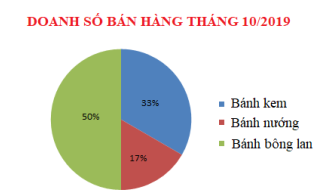 DOANH SỐ BÁN HÀNG THÁNG 10/2019
33%
50%
17%
Bánh kem
Bánh nướng
Bánh bông lan